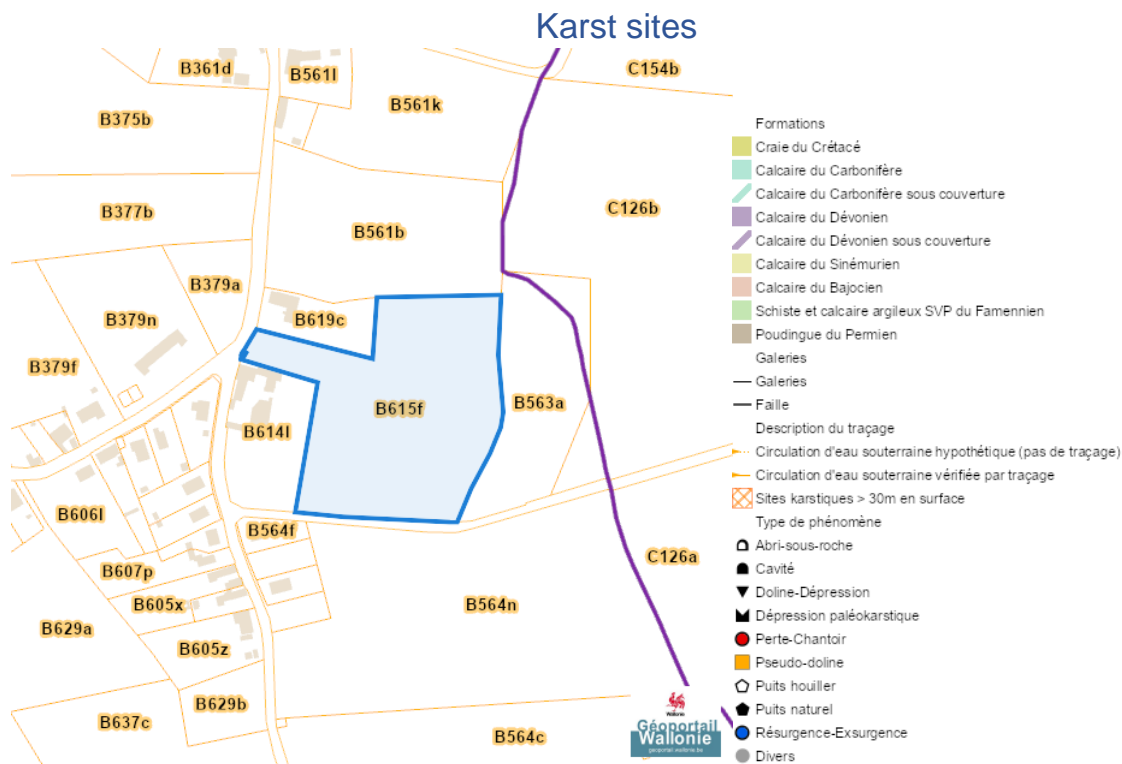 Karst sites
B361d
B561l
C154b
B375b
B561k
B377b
C126b
B561b
B379a
B379n
B619c
B379f
B615f
B563a
B614l
B606l
B564f
B607p
C126a
B605x
B564n
B629a
B605z
B629b
B637c
B564c
Wallonie
Géoportail
Wallonie
geoportail.wallonie.be
Formations
Craie du Crétacé
Calcaire du Carbonifère
Calcaire du Carbonifère sous couverture
Calcaire du Dévonien
Calcaire du Dévonien sous couverture
Calcaire du Sinémurien
Calcaire du Bajocien
Schiste et calcaire argileux SVP du Famennien
Poudingue du Permien
Galeries
Galeries
Faille
Description du traçage
Circulation d'eau souterraine hypothétique (pas de traçage)
Circulation d'eau souterraine vérifiée par traçage
Sites karstiques > 30m en surface
Type de phénomène
Abri-sous-roche
Cavité
Doline-Dépression
Dépression paléokarstique
Perte-Chantoir
Pseudo-doline
Puits houiller
Puits naturel
Résurgence-Exsurgence
Divers